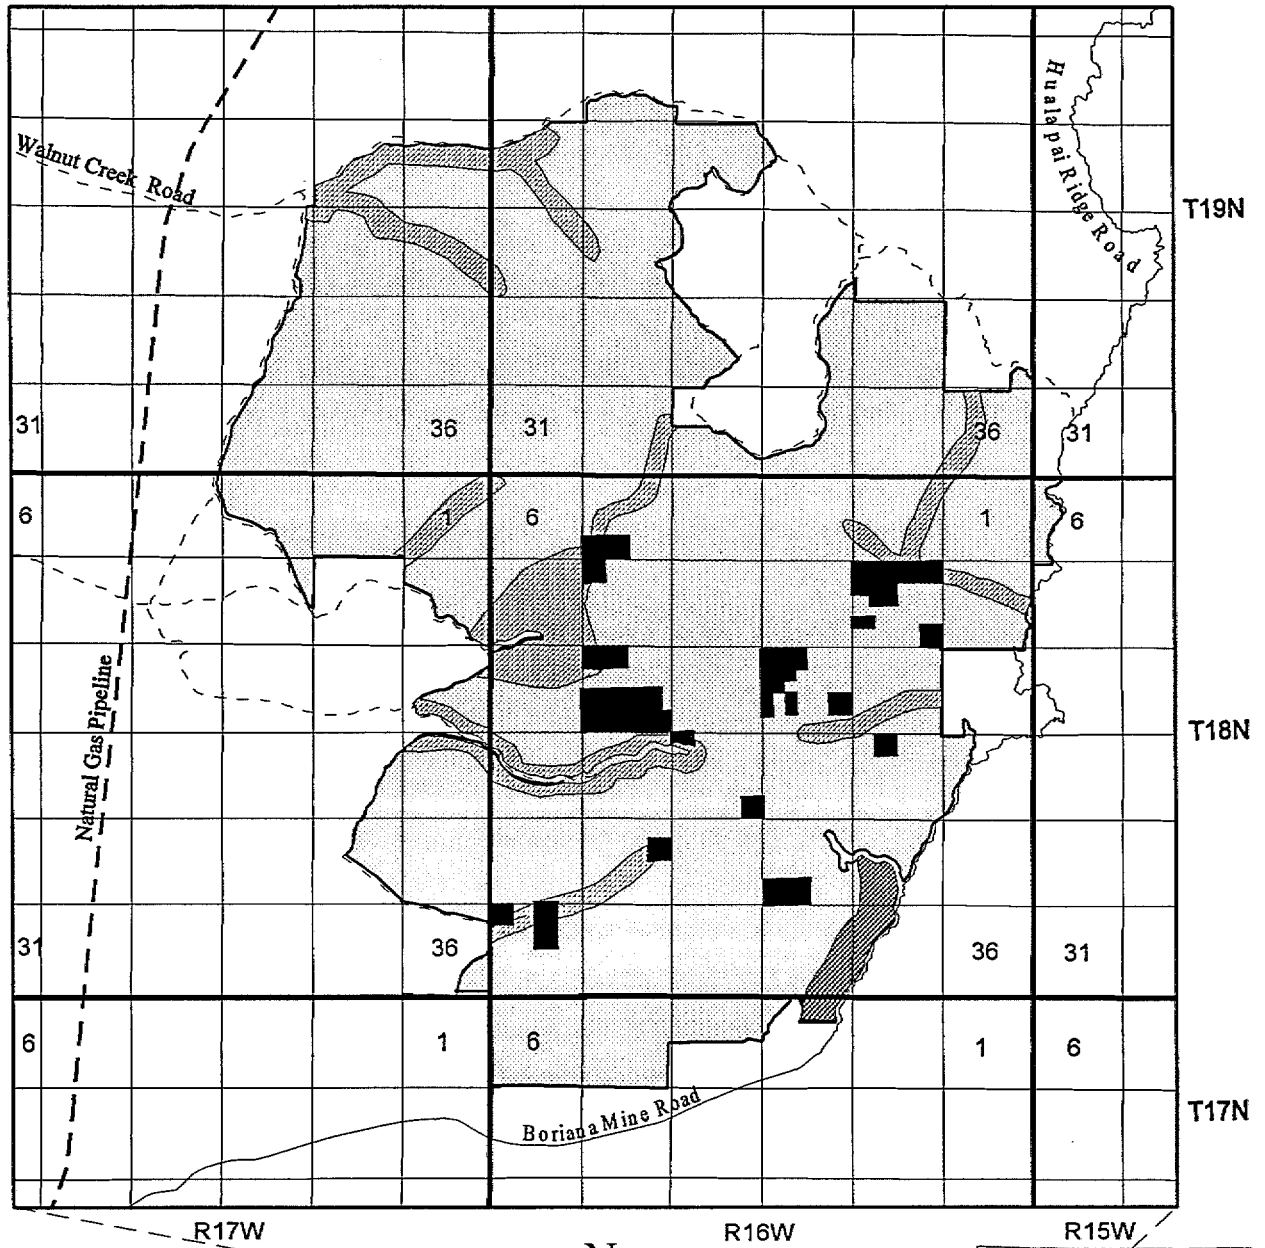 Hualapai Ridge Road
Walnut Creek Road
T19N
31
36
31
36
31
6
1
6
1
6
Natural Gas Pipeline
T18N
31
36
36
31
6
1
6
1
6
Boriana Mine Road
T17N
R17W
R16W
R15W
N